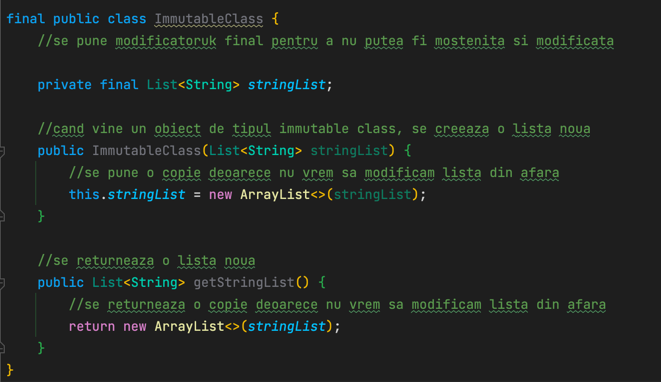 final public class ImmutableClass {
//se pune modificatoruk final pentru a nu putea fi mostenita si modificata
private final List<String> stringList;
//cand vine un obiect de tipul immutable class, se creeaza o lista noua
public ImmutableClass(List<String> stringList) {
//se pune o copie deoarece nu vrem sa modificam lista din afara
this.stringList = new ArrayList<>(stringList);
}
//se returneaza o lista noua
public List<String> getStringList() {
//se returneaza o copie deoarece nu vrem sa modificam lista din afara
return new ArrayList<>(stringList);
}
}